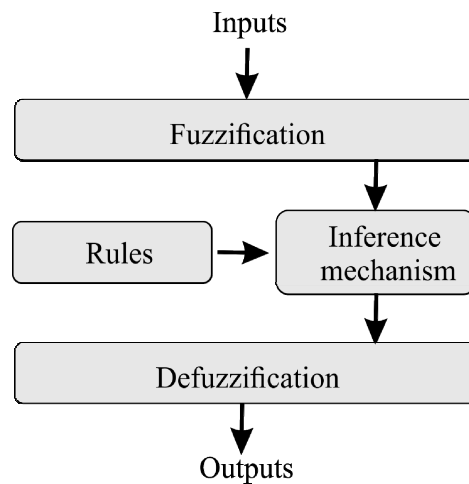 Inputs
Fuzzification
Rules
Inference
mechanism
Defuzzification
Outputs